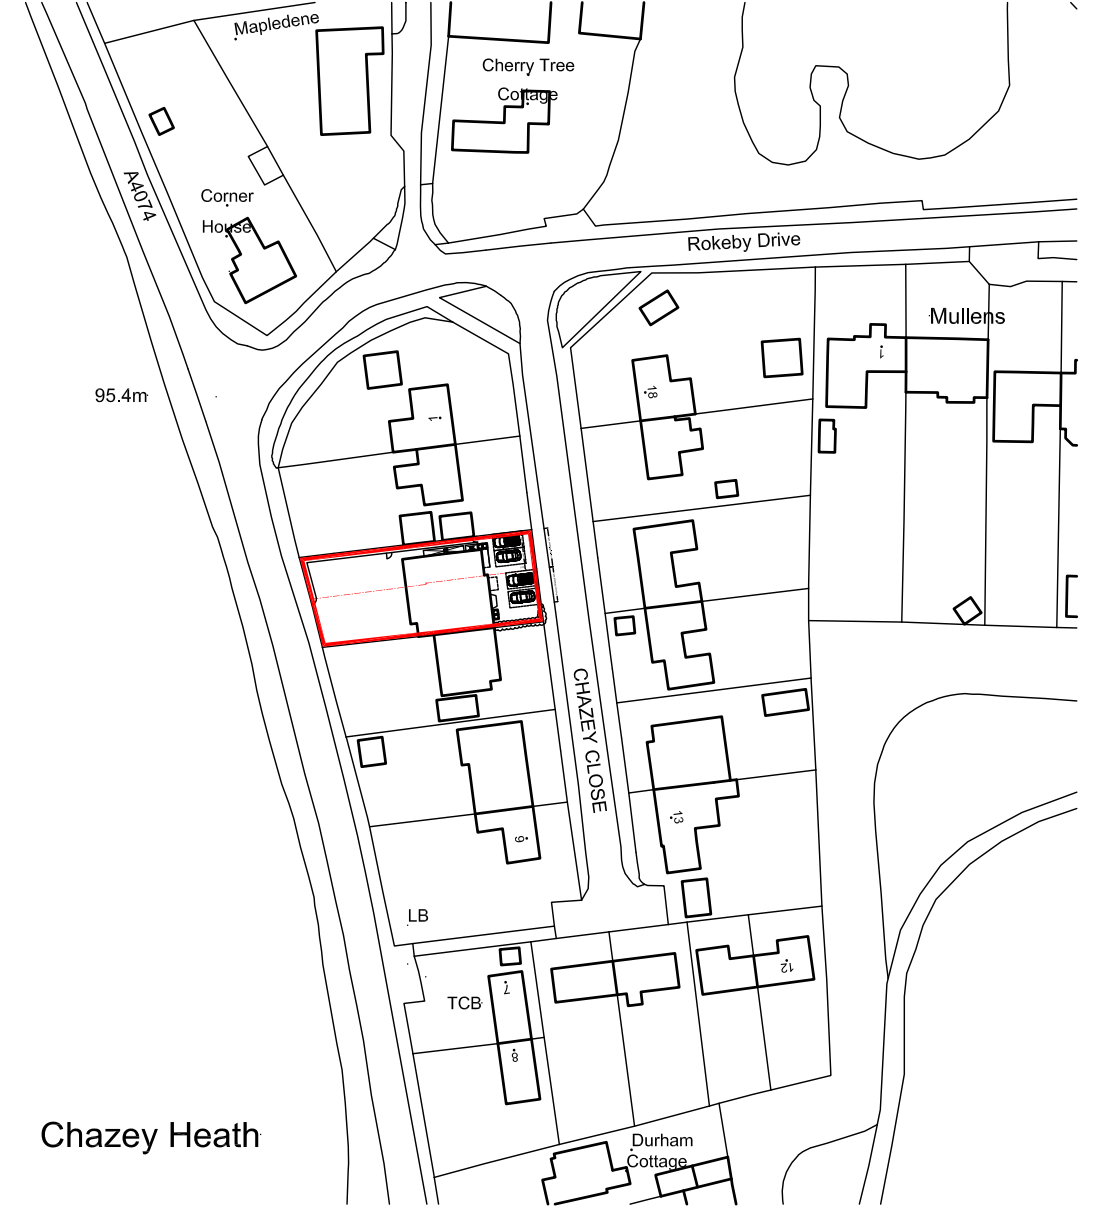 Mapledene
Cherry Tree
Cottage
A4074
Corner
House
Rokeby Drive
Mullens
1
95.4m
18
1
CHAZEY CLOSE
13
9
LB
12
7
TCB
8
Chazey Heath
Durham
Cottage